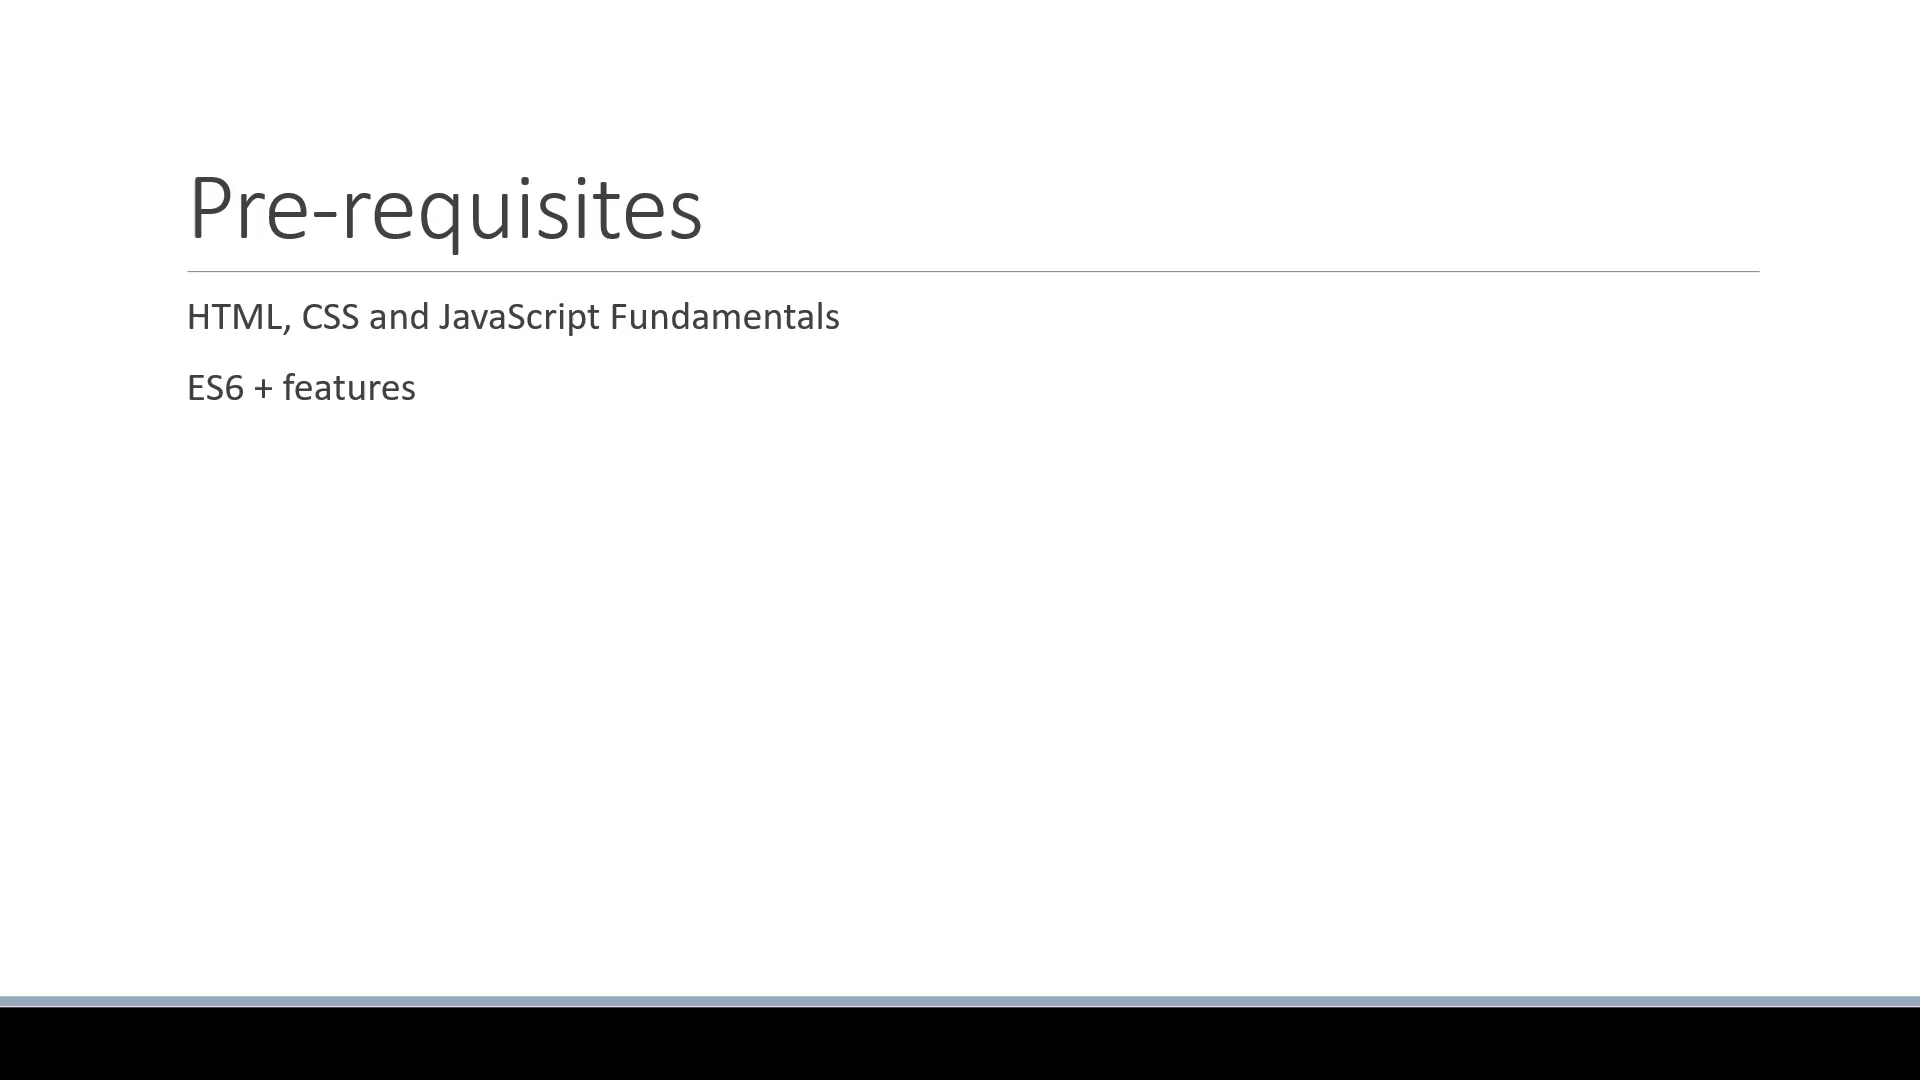 Pre-requisites
HTML, CSS and JavaScript Fundamentals
ES6 + features